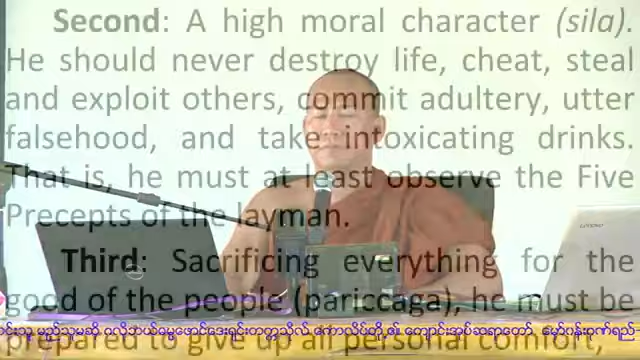 Second: A high moral character (sila).
He should never destroy life, cheat, steal
and exploit others, commit adultery, utter
falsehood, and take intoxicating drinks.
That is, he must at least observe the Five
Precepts of the layman.
Third: Sacrificing everything for the
good of the people (pariccaga), he must be
prepared to give up all personal comfort,